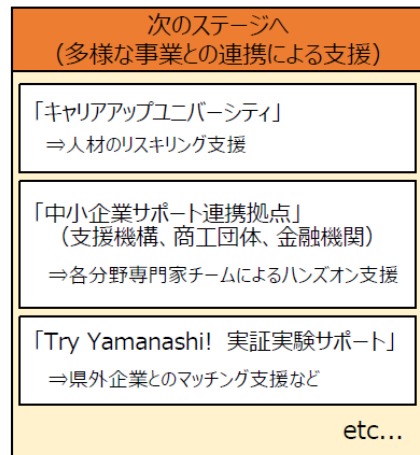 次のステージへ
(多様な事業との連携による支援)
「キャリアアップユニバーシティ」
⇒人材のリスキリング支援
「中小企業サポート連携拠点」
(支援機構、商工団体、金融機関)
⇒各分野専門家チームによるハンズオン支援
「Try Yamanashi! 実証実験サポート」
⇒県外企業とのマッチング支援など
etc...